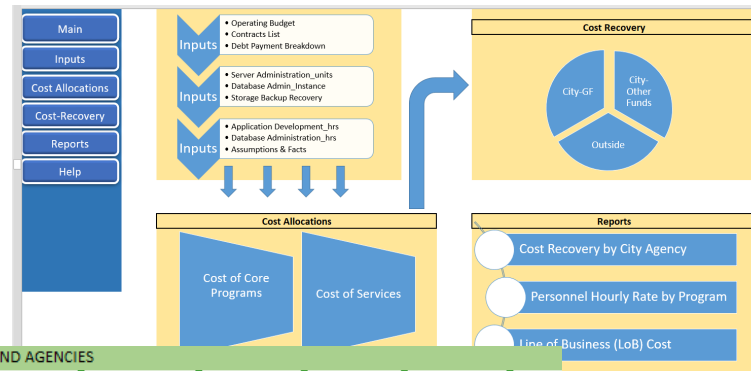 Main
Inputs
Cost Allocations
Cost-Recovery
Reports
Help
Inputs
• Operating Budget
• Contracts List
• Debt Payment Breakdown
Inputs
• Server Administration_units
• Database Admin_Instance
• Storage Backup Recovery
Inputs
• Application Development_hrs
• Database Administration_hrs
• Assumptions & Facts
Cost Recovery
City-GF
City-
Other
Funds
Outside
Cost Allocations
Cost of Core
Programs
Cost of Services
Reports
Cost Recovery by City Agency
Personnel Hourly Rate by Program
Line of Business (LoB) Cost
ND AGENCIES